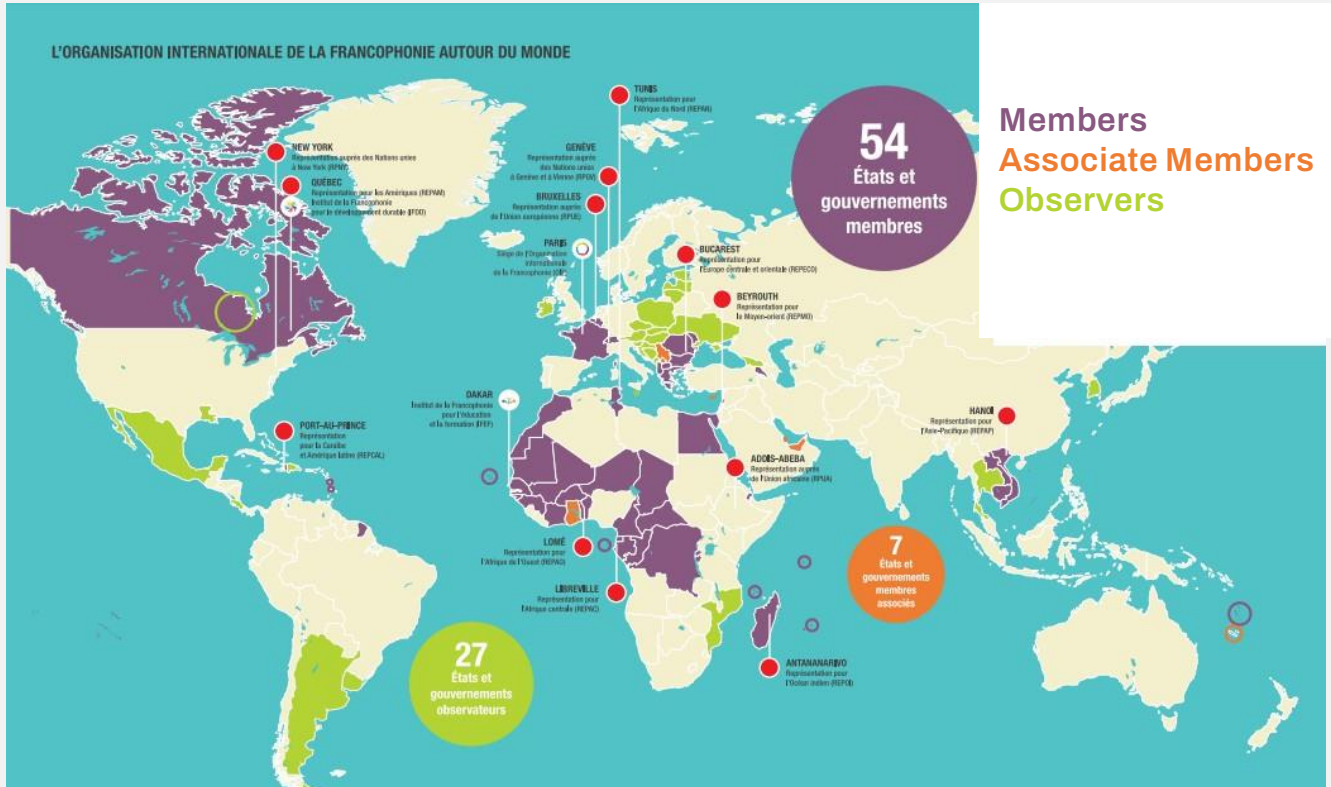 L'ORGANISATION INTERNATIONALE DE LA FRANCOPHONIE AUTOUR DU MONDE
Members
Associate Members
Observers
54
États et
gouvernements
membres
TUNIS
Représentation pour
l'Afrique du Nord (REPAN)
NEW YORK
Représentation auprès des Nations unies
à New York (RPNY)
QUÉBEC
Représentation pour les Amériques (REPAM)
Institut de la Francophonie
pour le développement durable (IFDD)
GENÈVE
Représentation auprès
des Nations unies
à Genève et à Vienne (RPGV)
BRUXELLES
Représentation auprès
de l'Union européenne (RPUE)
PARIS
Siège de l'Organisation
internationale
de la Francophonie (OIF)
BUCAREST
Représentation pour
l'Europe centrale et orientale (REPECO)
BEYROUTH
Représentation pour
le Moyen-orient (REPMO)
DAKAR
Institut de la Francophonie
pour l'éducation
et la formation (IFEF)
PORT-AU-PRINCE
Représentation
pour la Caraïbe
et Amérique latine (REPCAL)
HANOÏ
Représentation pour
l'Asie-Pacifique (REPAP)
ADDIS-ABEBA
Représentation auprès
de l'Union africaine (RPUA)
LOMÉ
Représentation pour
l'Afrique de l'Ouest (REPAO)
LIBREVILLE
Représentation pour
l'Afrique centrale (REPAC)
7
États et
gouvernements
membres
associés
27
États et
gouvernements
observateurs
ANTANANARIVO
Représentation pour
l'Océan indien (REPOI)